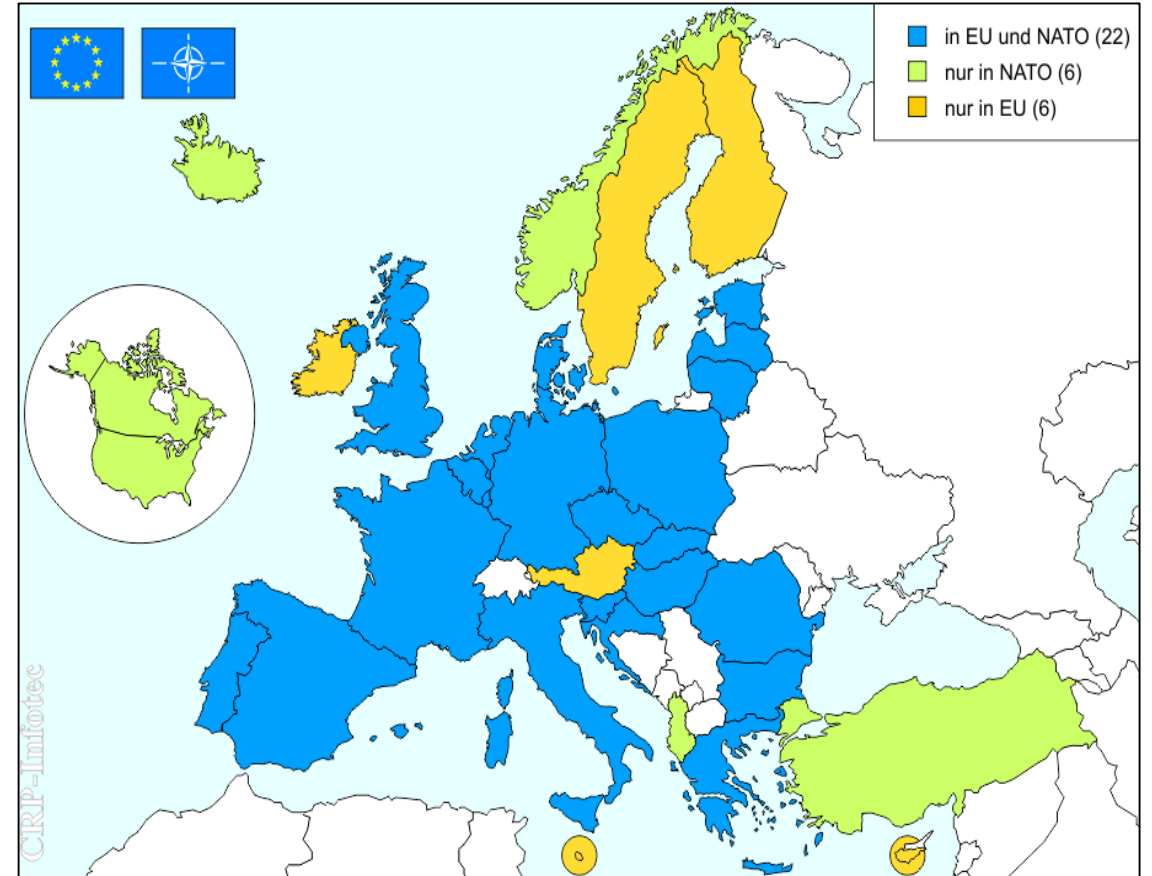 in EU und NATO (22)
nur in NATO (6)
nur in EU (6)
CRP-Infotec